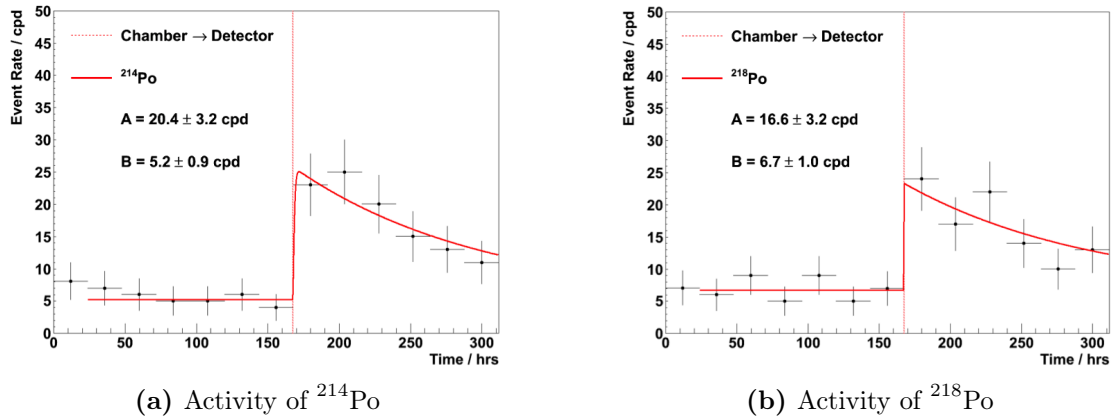 Event Rate / cpd
50
45
40
35
30
25
20
15
10
5
0
Chamber → Detector
²¹⁴Po
A = 20.4 ± 3.2 cpd
B = 5.2 ± 0.9 cpd
0 50 100 150 200 250 300
Time / hrs
(a) Activity of ²¹⁴Po
Event Rate / cpd
50
45
40
35
30
25
20
15
10
5
0
Chamber → Detector
²¹⁸Po
A = 16.6 ± 3.2 cpd
B = 6.7 ± 1.0 cpd
0 50 100 150 200 250 300
Time / hrs
(b) Activity of ²¹⁸Po